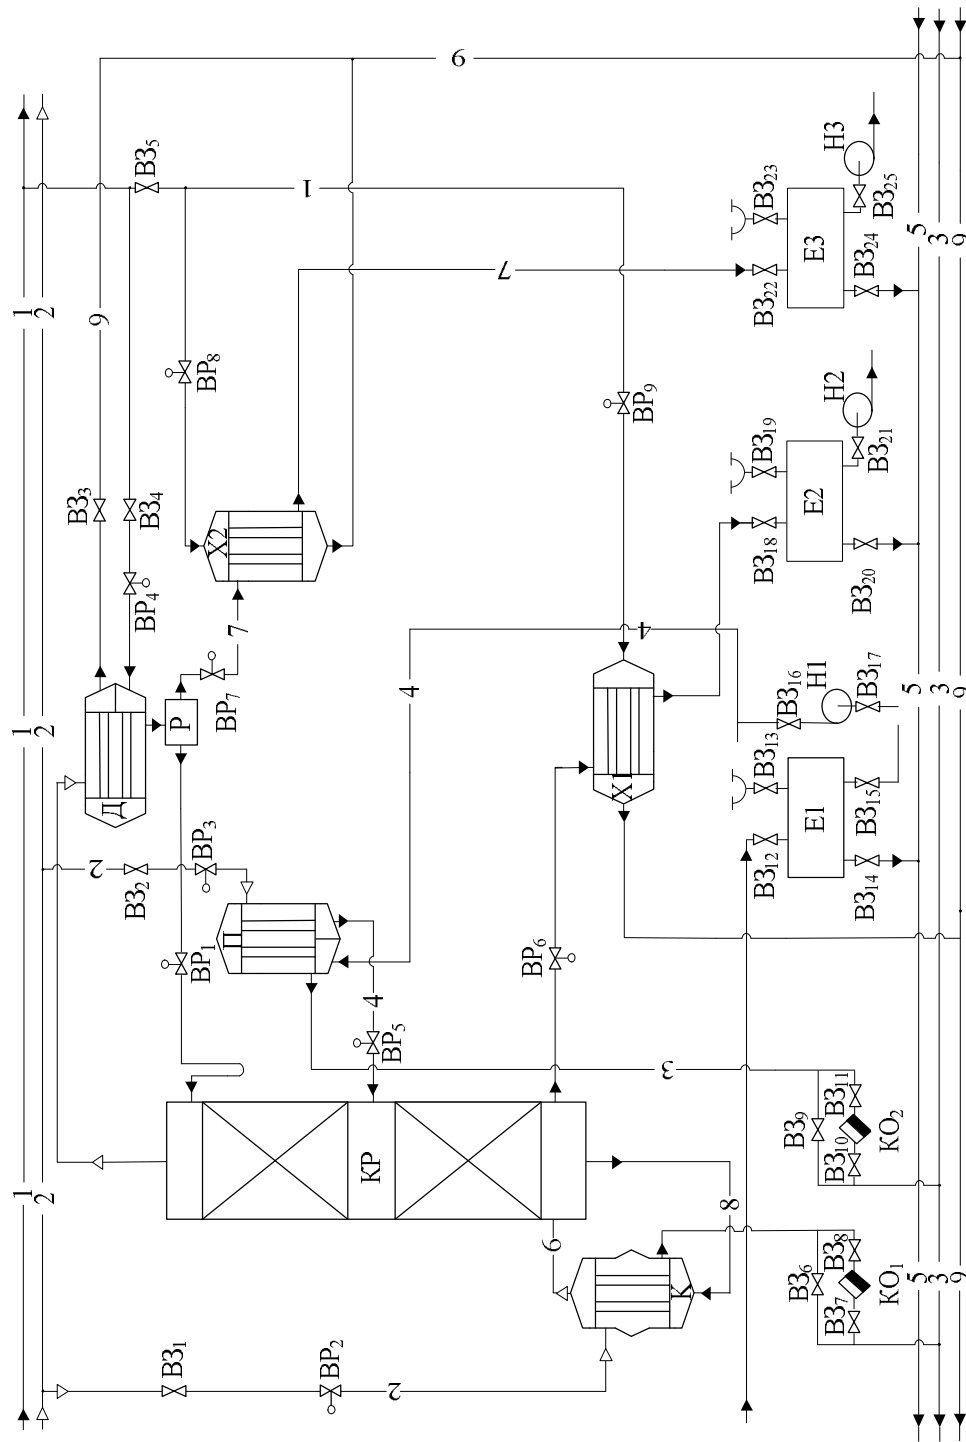 1
1
1
2
2
2
ВЗ₁
ВР₂
2
2
ВЗ₂
ВР₃
ВР₁
Д
Р
ВР₇
7
ВЗ₃
ВР₄
ВЗ₄
9
ВЗ₅
ВР₈
Х2
9
1
7
П
4
ВР₅
4
КР
6
К
8
ВР₆
Х1
4
ВР₉
3
ВЗ₆
ВЗ₇
ВЗ₈
КО₁
ВЗ₉
ВЗ₁₀
ВЗ₁₁
КО₂
ВЗ₁₂
ВЗ₁₃
Е1
ВЗ₁₄
ВЗ₁₅
ВЗ₁₆
Н1
ВЗ₁₇
ВЗ₁₈
ВЗ₁₉
Е2
ВЗ₂₀
ВЗ₂₁
Н2
ВЗ₂₂
ВЗ₂₃
Е3
ВЗ₂₄
ВЗ₂₅
Н3
5
5
5
3
3
3
9
9
9